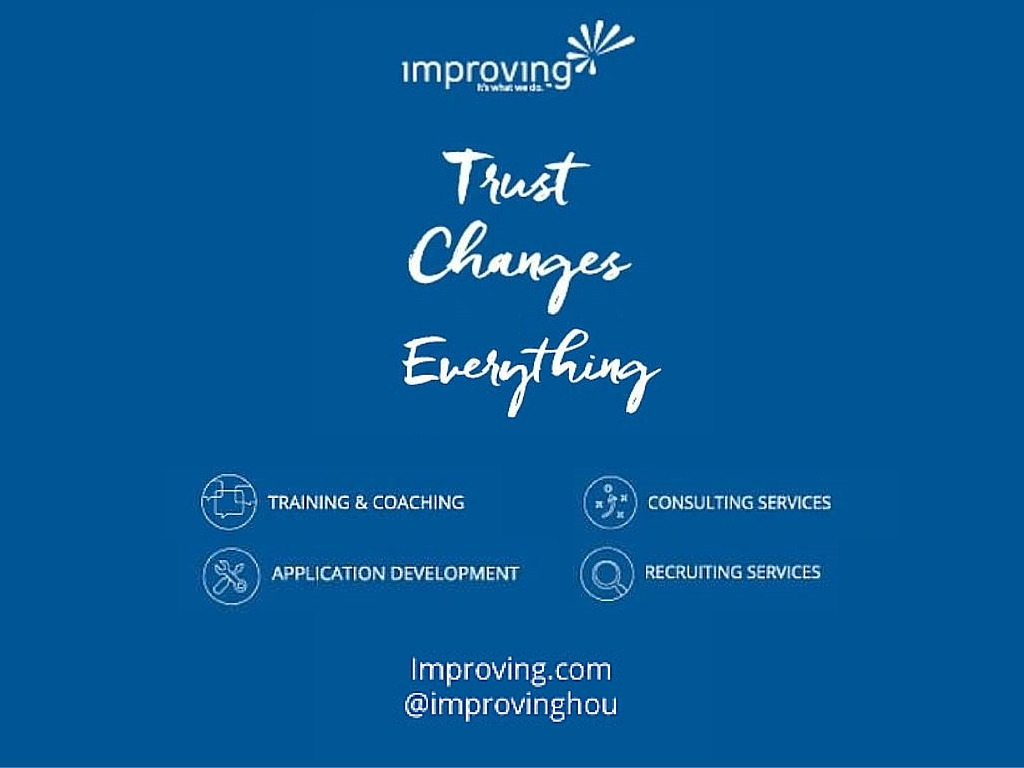 improving
It's what we do.™
Trust
Changes
Everything
TRAINING & COACHING
CONSULTING SERVICES
APPLICATION DEVELOPMENT
RECRUITING SERVICES
Improving.com
@improvinghou